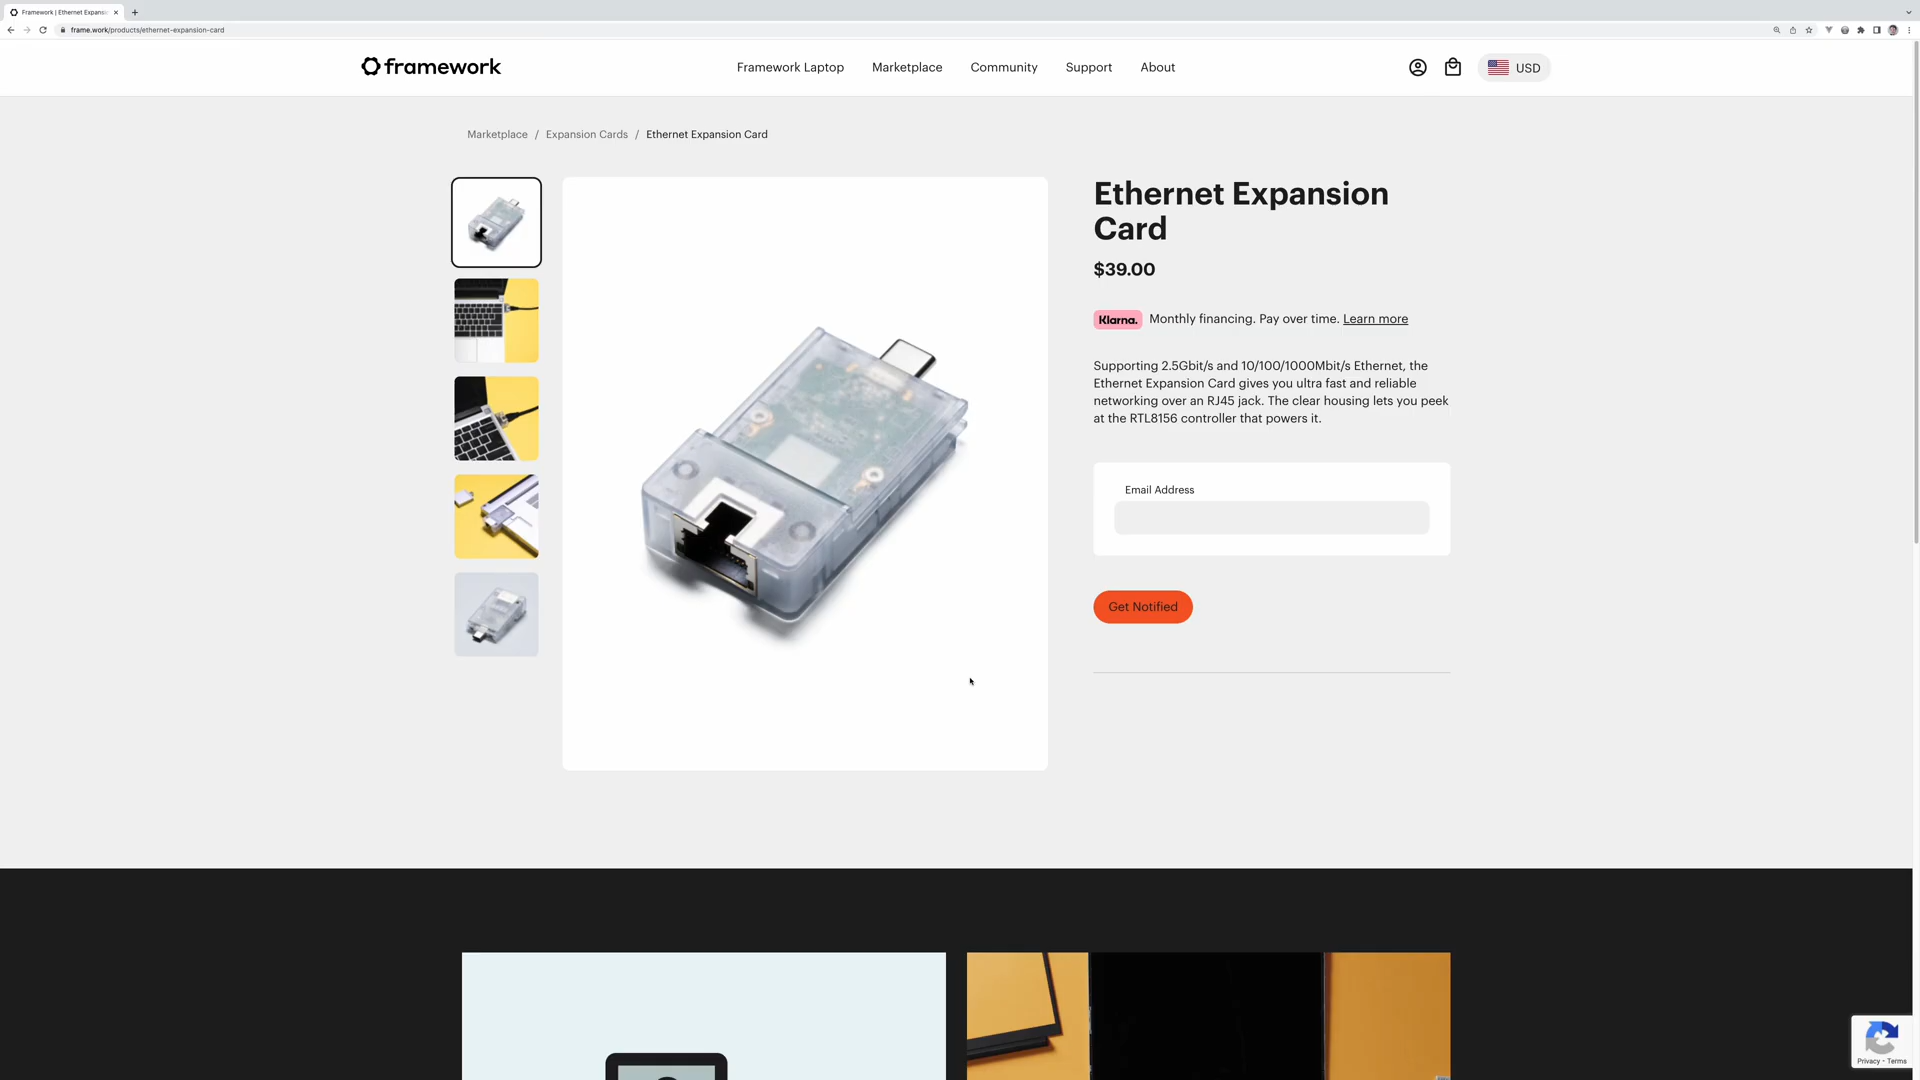 Framework | Ethernet Expansi
frame.work/products/ethernet-expansion-card
framework
Framework Laptop
Marketplace
Community
Support
About
USD
Marketplace / Expansion Cards / Ethernet Expansion Card
Ethernet Expansion
Card
$39.00
Klarna. Monthly financing. Pay over time. Learn more
Supporting 2.5Gbit/s and 10/100/1000Mbit/s Ethernet, the
Ethernet Expansion Card gives you ultra fast and reliable
networking over an RJ45 jack. The clear housing lets you peek
at the RTL8156 controller that powers it.
Email Address
Get Notified
Privacy - Terms